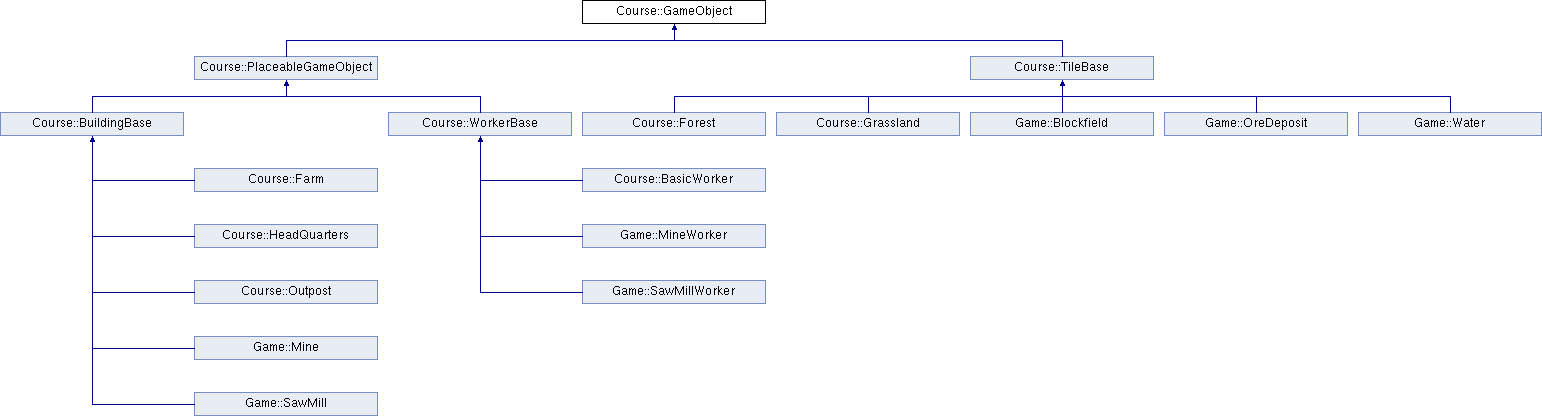 Course::GameObject
Course::PlaceableGameObject
Course::TileBase
Course::BuildingBase
Course::WorkerBase
Course::Forest
Course::Grassland
Game::Blockfield
Game::OreDeposit
Game::Water
Course::Farm
Course::BasicWorker
Course::HeadQuarters
Game::MineWorker
Course::Outpost
Game::SawMillWorker
Game::Mine
Game::SawMill